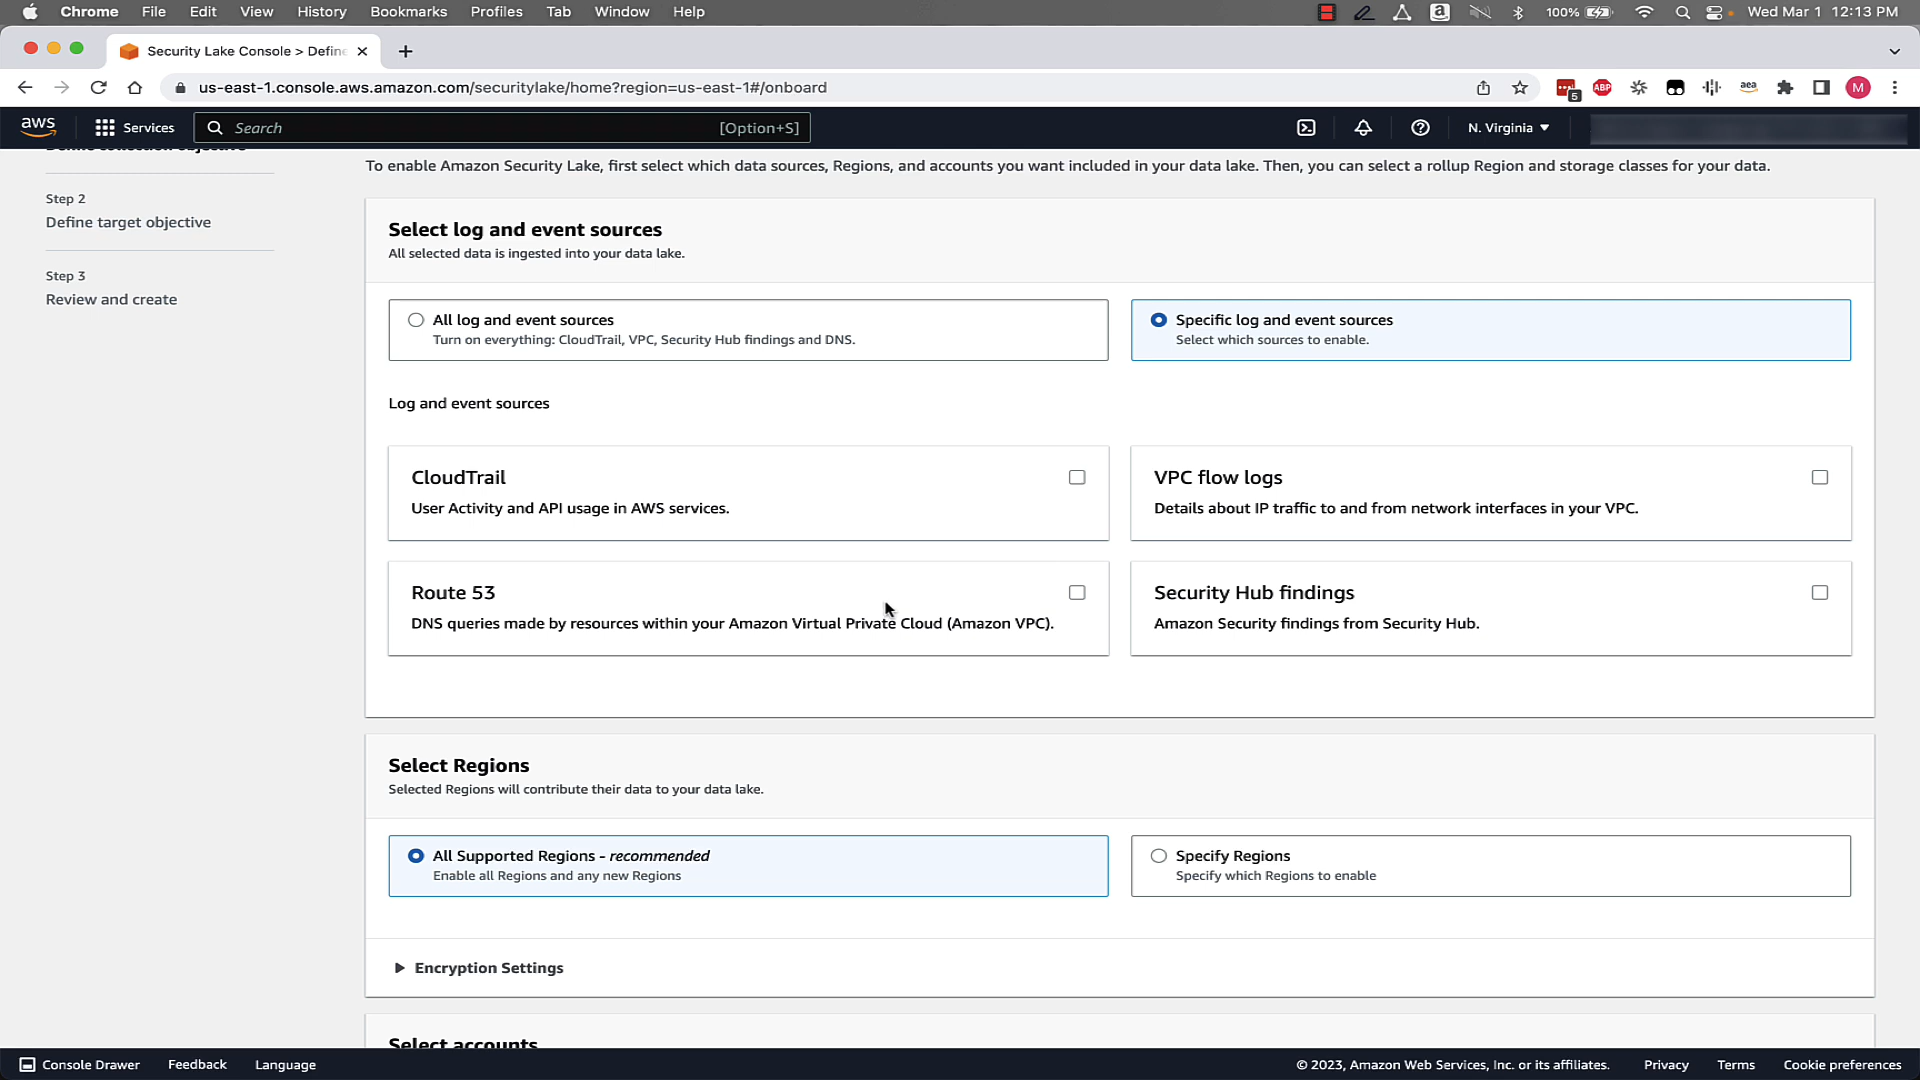 Chrome File Edit View History Bookmarks Profiles Tab Window Help 100% Wed Mar 1 12:13 PM
Security Lake Console > Define
us-east-1.console.aws.amazon.com/securitylake/home?region=us-east-1#/onboard 5 ABP aea M
aws Services Search [Option+S] N. Virginia
Define collection objective
Step 2
Define target objective
Step 3
Review and create
To enable Amazon Security Lake, first select which data sources, Regions, and accounts you want included in your data lake. Then, you can select a rollup Region and storage classes for your data.
Select log and event sources
All selected data is ingested into your data lake.
All log and event sources
Turn on everything: CloudTrail, VPC, Security Hub findings and DNS.
Specific log and event sources
Select which sources to enable.
Log and event sources
CloudTrail
User Activity and API usage in AWS services.
VPC flow logs
Details about IP traffic to and from network interfaces in your VPC.
Route 53
DNS queries made by resources within your Amazon Virtual Private Cloud (Amazon VPC).
Security Hub findings
Amazon Security findings from Security Hub.
Select Regions
Selected Regions will contribute their data to your data lake.
All Supported Regions - recommended
Enable all Regions and any new Regions
Specify Regions
Specify which Regions to enable
Encryption Settings
Select accounts
Console Drawer Feedback Language © 2023, Amazon Web Services, Inc. or its affiliates. Privacy Terms Cookie preferences